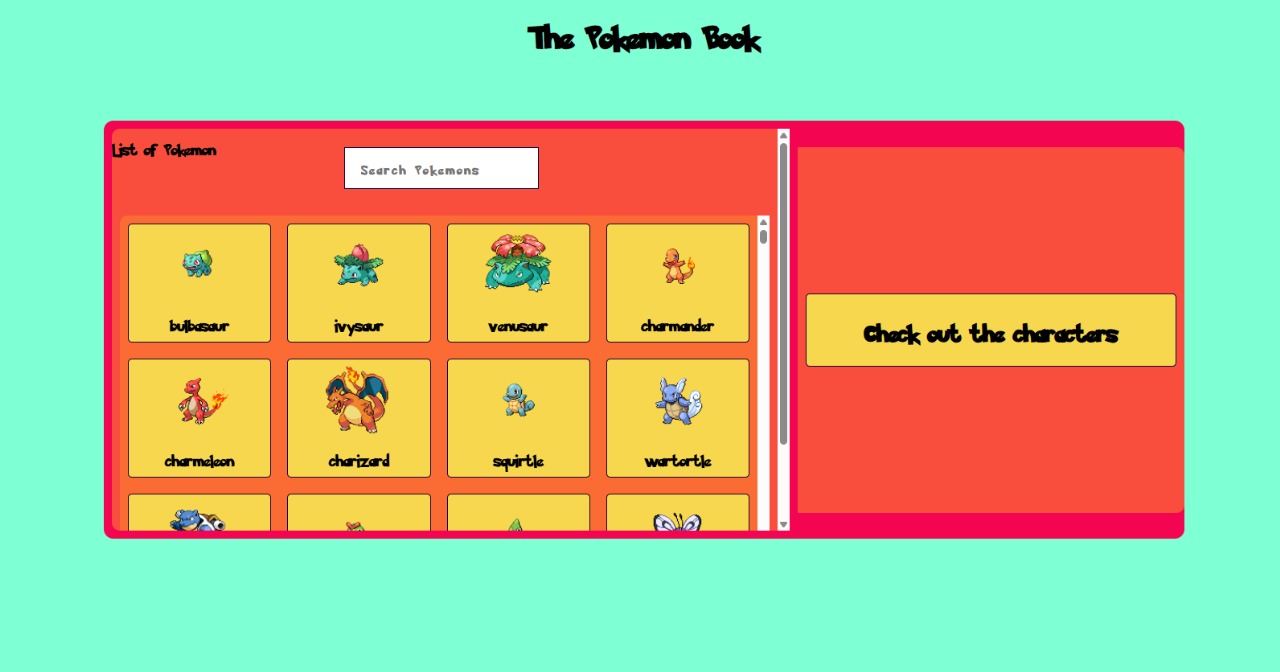 The Pokemon Book
List of Pokemon
Search Pokemons
bulbasaur
ivysaur
venusaur
charmander
charmeleon
charizard
squirtle
wartortle
Check out the characters